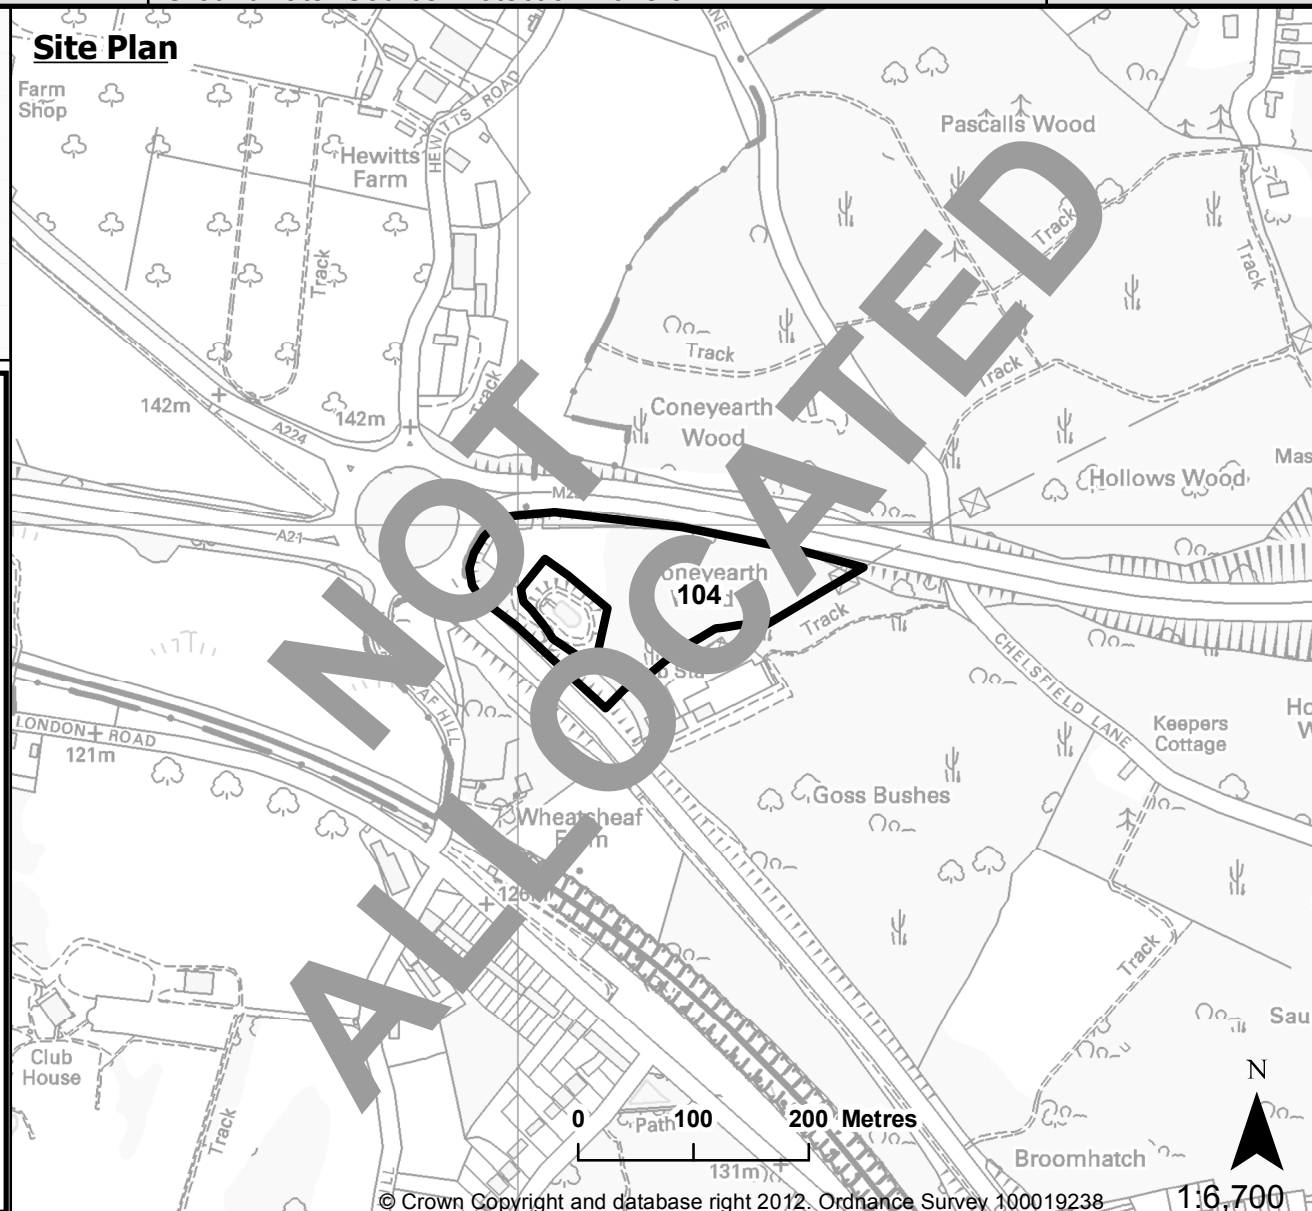 Site Plan
Farm
Shop
Hewitts
Farm
HEWITTS ROAD
Pascalls Wood
Track
Track
Track
Track
Track
Track
142m
142m
A224
Coneyearth
Wood
Hollows Wood
A21
104
Track
CHELSFIELD LANE
Keepers
Cottage
LONDON ROAD
121m
Goss Bushes
Wheatsheaf
Farm
NOT
ALLOCATED
Track
Club
House
Track
Path
131m
Broomhatch
0 100 200 Metres
N
1:6,700
© Crown Copyright and database right 2012. Ordnance Survey 100019238